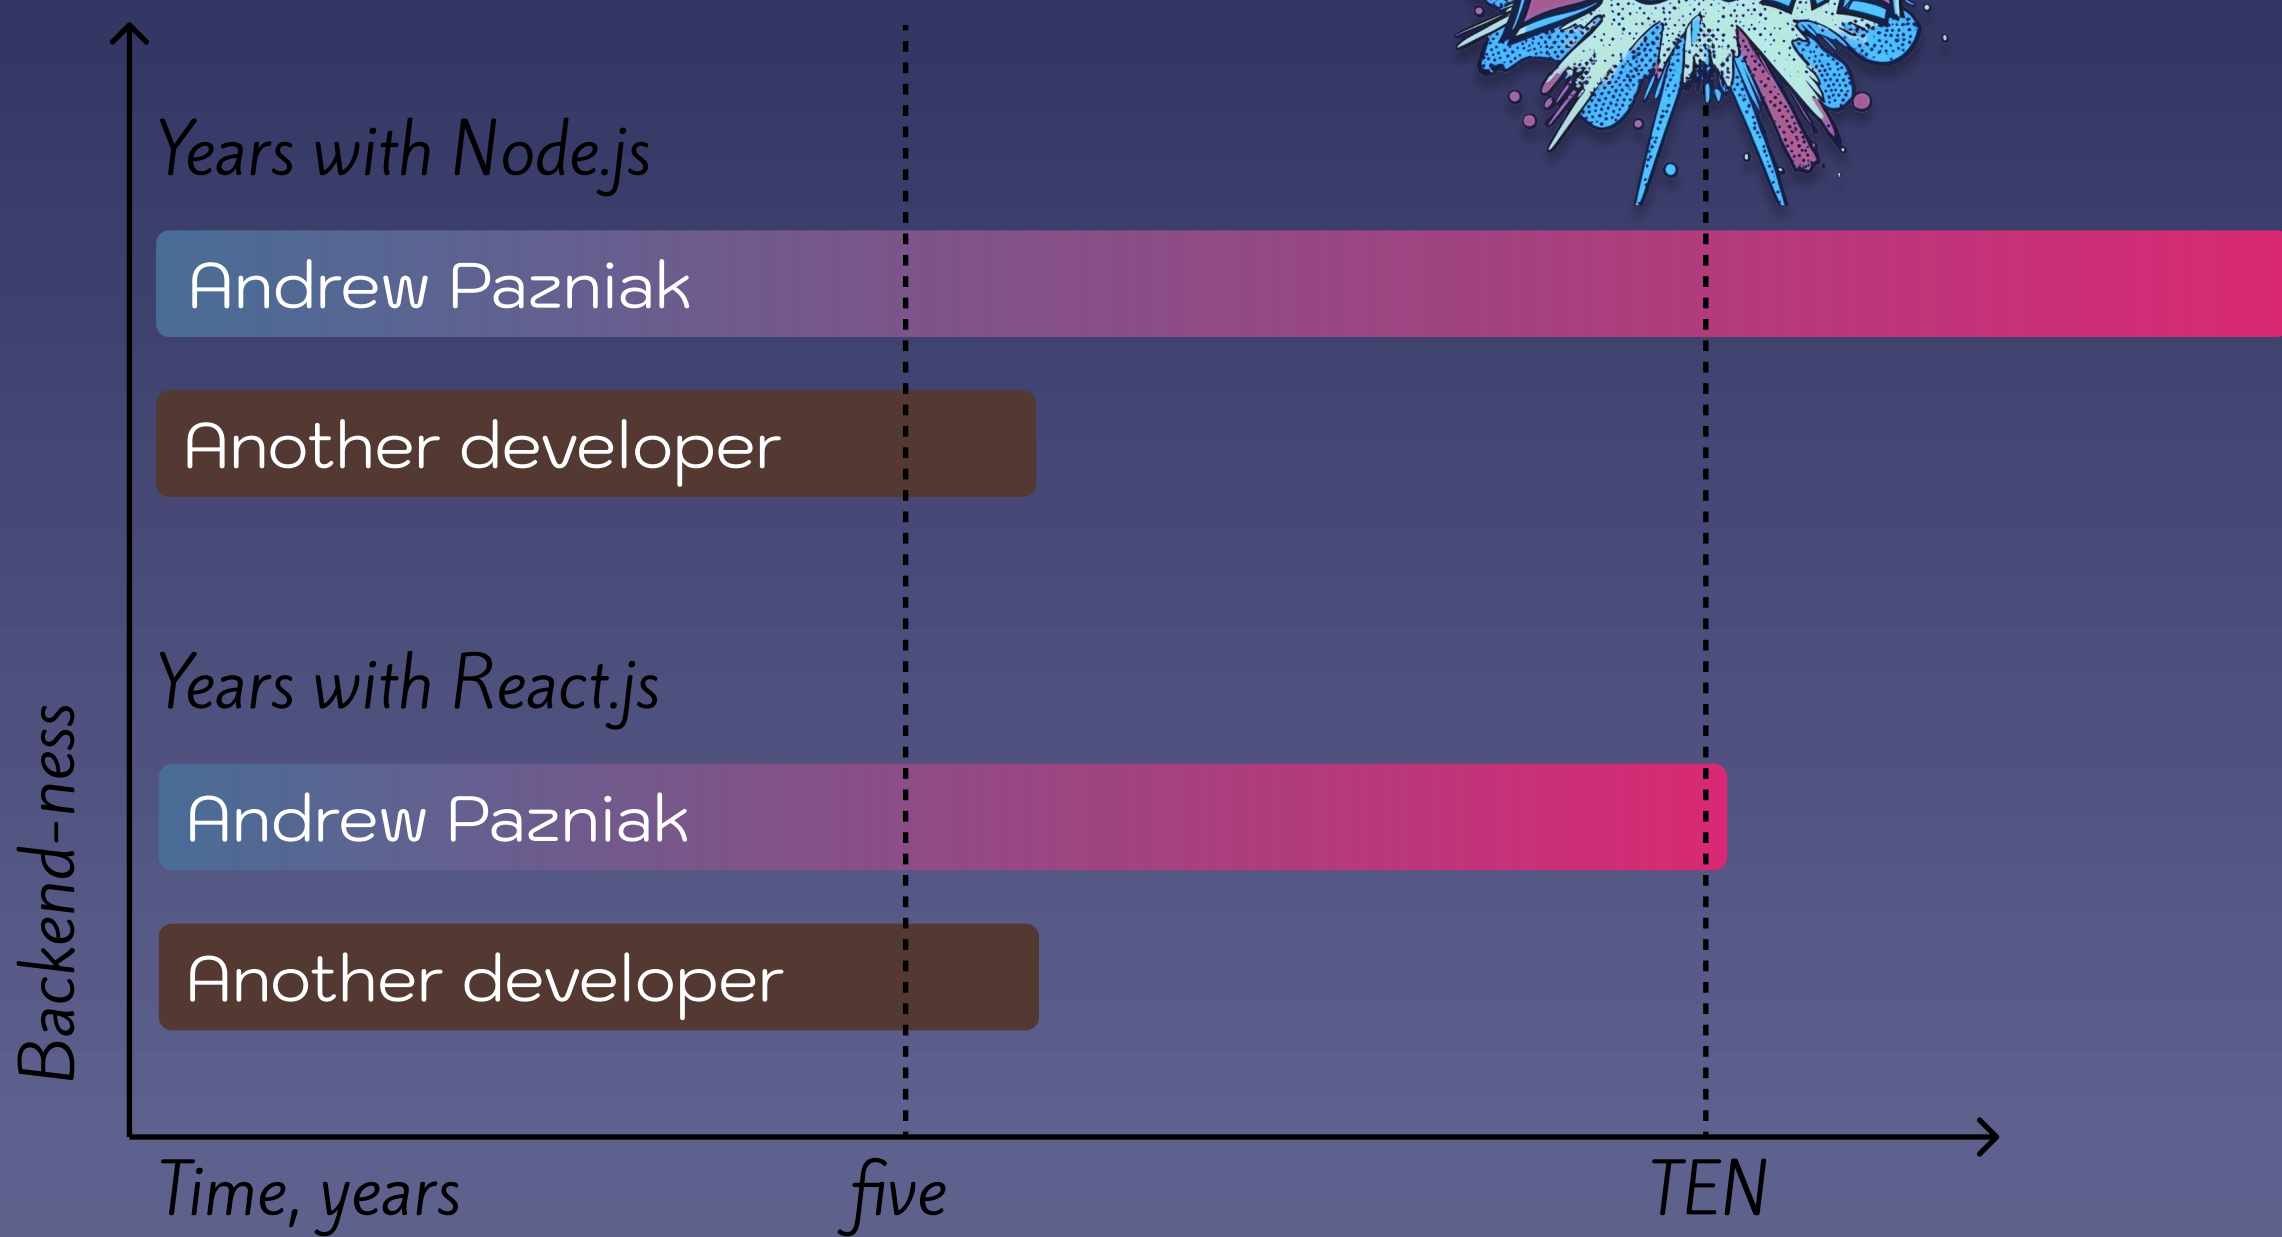 Years with Node.js
Andrew Pazniak
Another developer
Years with React.js
Andrew Pazniak
Another developer
Backend-ness
Time, years
five
TEN